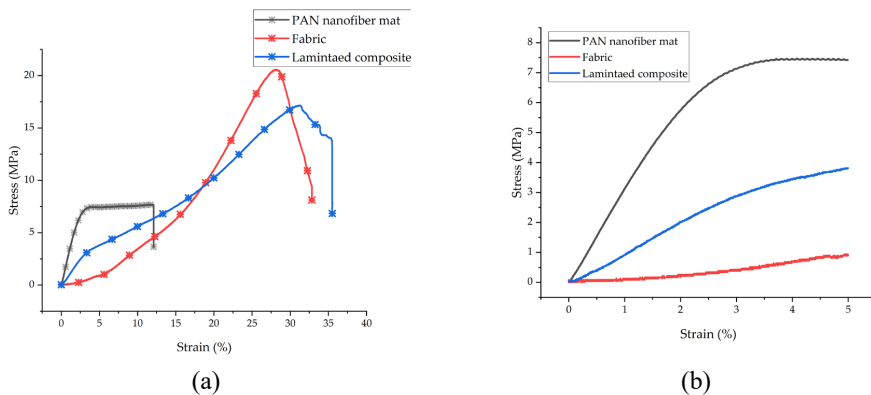 PAN nanofiber mat
Fabric
Lamintaed composite
20
15
10
5
0
Stress (MPa)
0 5 10 15 20 25 30 35 40
Strain (%)
(a)
PAN nanofiber mat
Fabric
Lamintaed composite
8
7
6
5
4
3
2
1
0
Stress (MPa)
0 1 2 3 4 5
Strain (%)
(b)